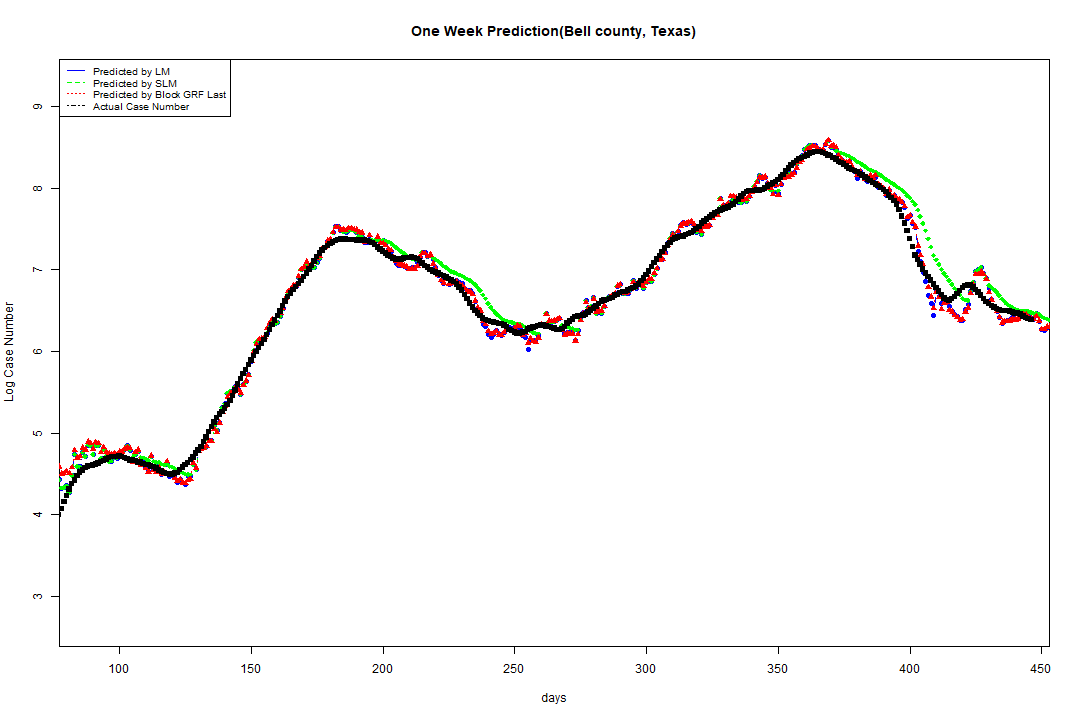 One Week Prediction(Bell county, Texas)
Predicted by LM
Predicted by SLM
Predicted by Block GRF Last
Actual Case Number
9
8
7
6
5
4
3
Log Case Number
100 150 200 250 300 350 400 450
days